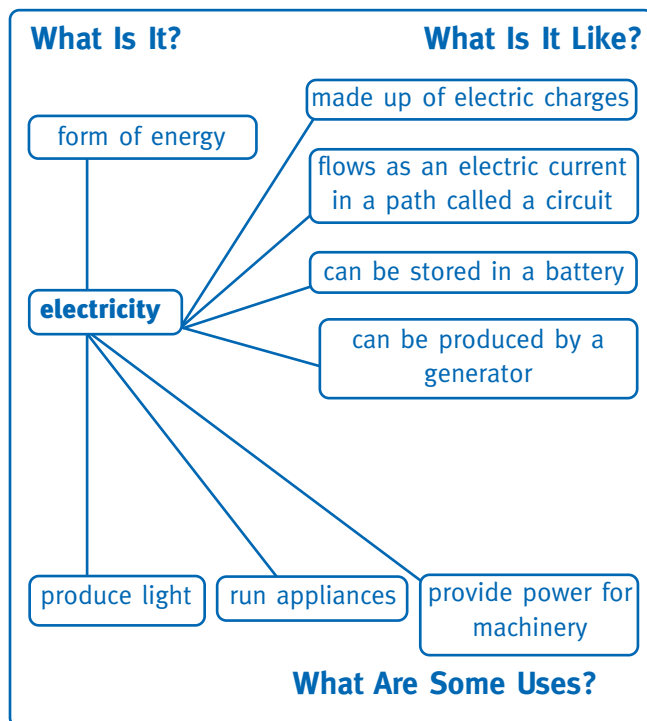 What Is It?
What Is It Like?
made up of electric charges
form of energy
flows as an electric current
in a path called a circuit
can be stored in a battery
electricity
can be produced by a
generator
produce light
run appliances
provide power for
machinery
What Are Some Uses?